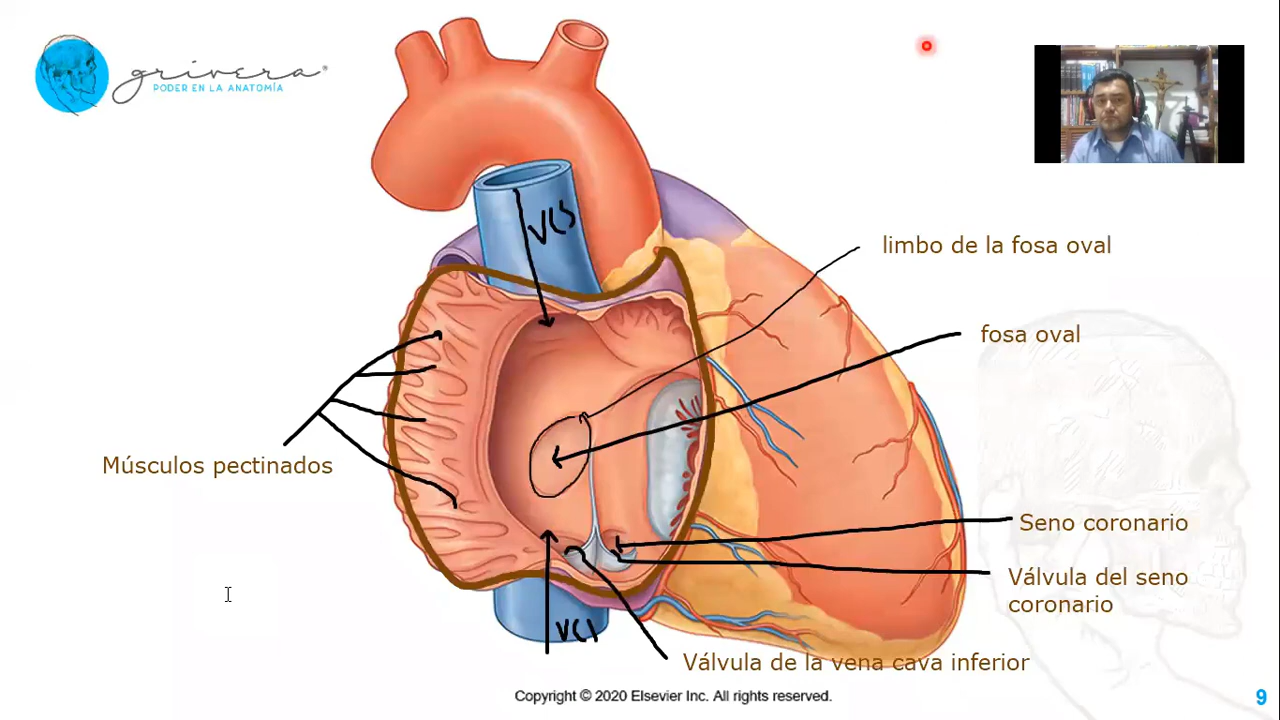 grivera®
PODER EN LA ANATOMÍA
VCS
limbo de la fosa oval
fosa oval
Músculos pectinados
Seno coronario
Válvula del seno
coronario
VCI
Válvula de la vena cava inferior
Copyright © 2020 Elsevier Inc. All rights reserved.
9